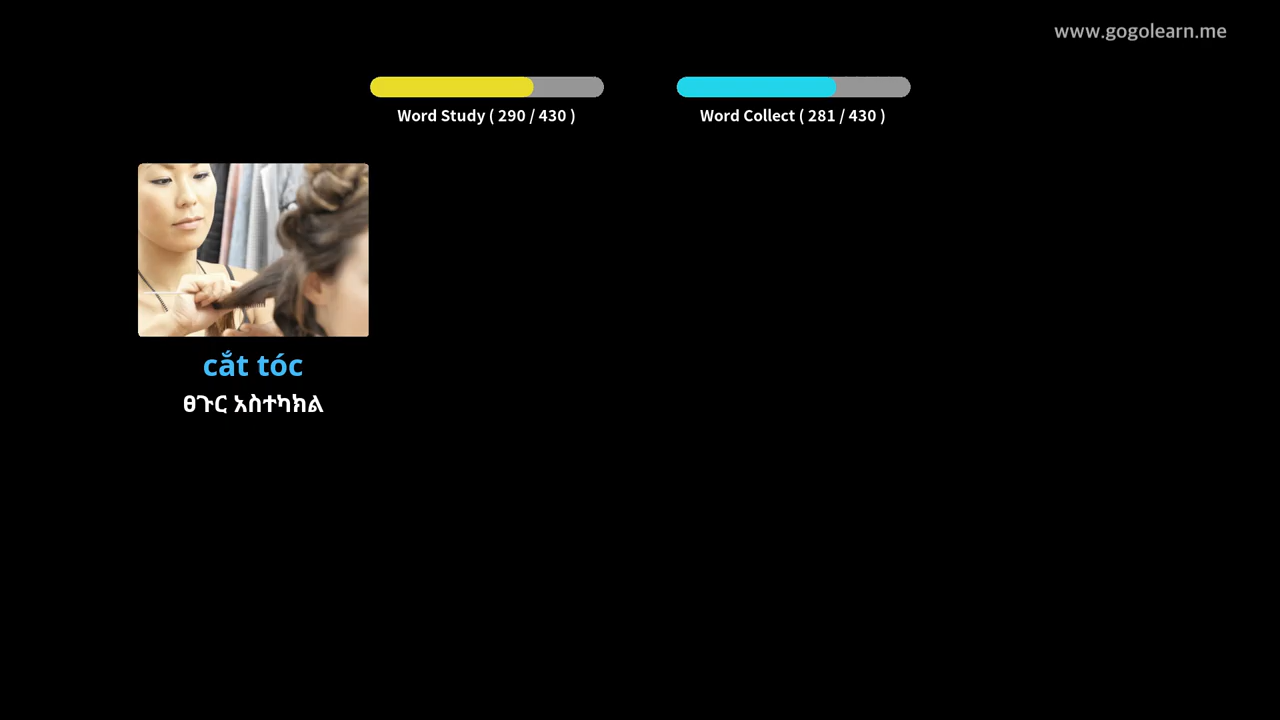 www.gogolearn.me
Word Study ( 290 / 430 )
Word Collect ( 281 / 430 )
cắt tóc
ፀጉር አስተካክል